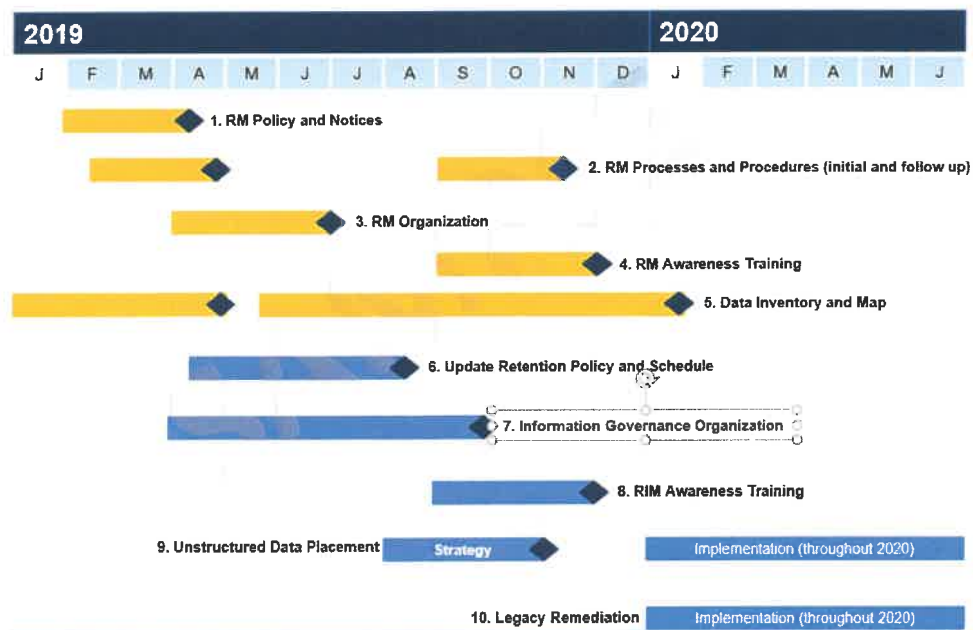 2019 2020
J F M A M J J A S O N D J F M A M J
1. RM Policy and Notices
2. RM Processes and Procedures (initial and follow up)
3. RM Organization
4. RM Awareness Training
5. Data Inventory and Map
6. Update Retention Policy and Schedule
7. Information Governance Organization
8. RIM Awareness Training
9. Unstructured Data Placement Strategy Implementation (throughout 2020)
10. Legacy Remediation Implementation (throughout 2020)